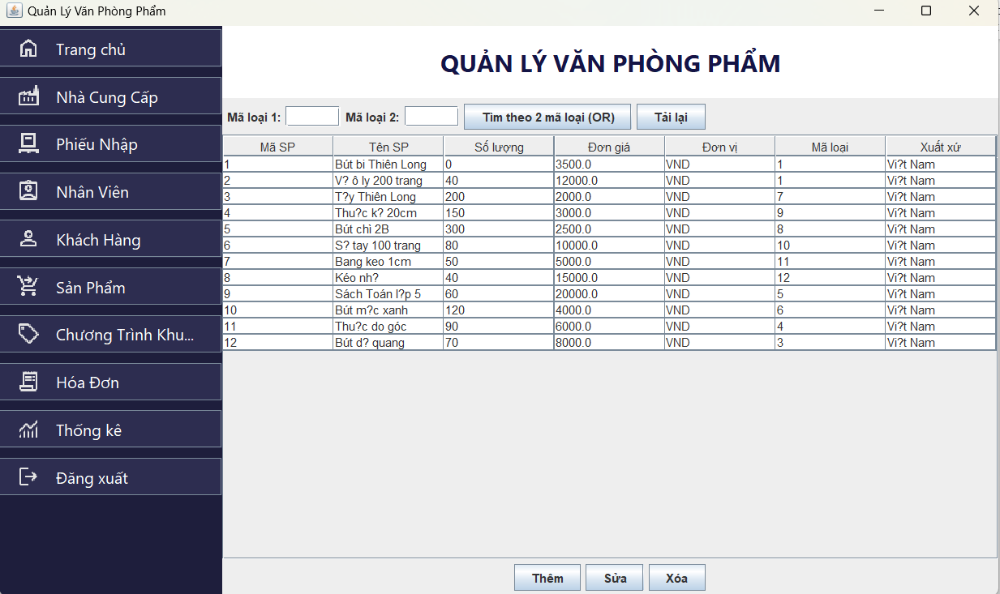 Quản Lý Văn Phòng Phẩm
Trang chủ
Nhà Cung Cấp
Phiếu Nhập
Nhân Viên
Khách Hàng
Sản Phẩm
Chương Trình Khu...
Hóa Đơn
Thống kê
Đăng xuất
QUẢN LÝ VĂN PHÒNG PHẨM
Mã loại 1: Mã loại 2: Tìm theo 2 mã loại (OR) Tải lại
Mã SP Tên SP Số lượng Đơn giá Đơn vị Mã loại Xuất xứ
1 Bút bi Thiên Long 0 3500.0 VND 1 Vi?t Nam
2 V? ô ly 200 trang 40 12000.0 VND 1 Vi?t Nam
3 T?y Thiên Long 200 2000.0 VND 7 Vi?t Nam
4 Thu?c k? 20cm 150 3000.0 VND 9 Vi?t Nam
5 Bút chì 2B 300 2500.0 VND 8 Vi?t Nam
6 S? tay 100 trang 80 10000.0 VND 10 Vi?t Nam
7 Bang keo 1cm 50 5000.0 VND 11 Vi?t Nam
8 Kéo nh? 40 15000.0 VND 12 Vi?t Nam
9 Sách Toán l?p 5 60 20000.0 VND 5 Vi?t Nam
10 Bút m?c xanh 120 4000.0 VND 6 Vi?t Nam
11 Thu?c do góc 90 6000.0 VND 4 Vi?t Nam
12 Bút d? quang 70 8000.0 VND 3 Vi?t Nam
Thêm Sửa Xóa